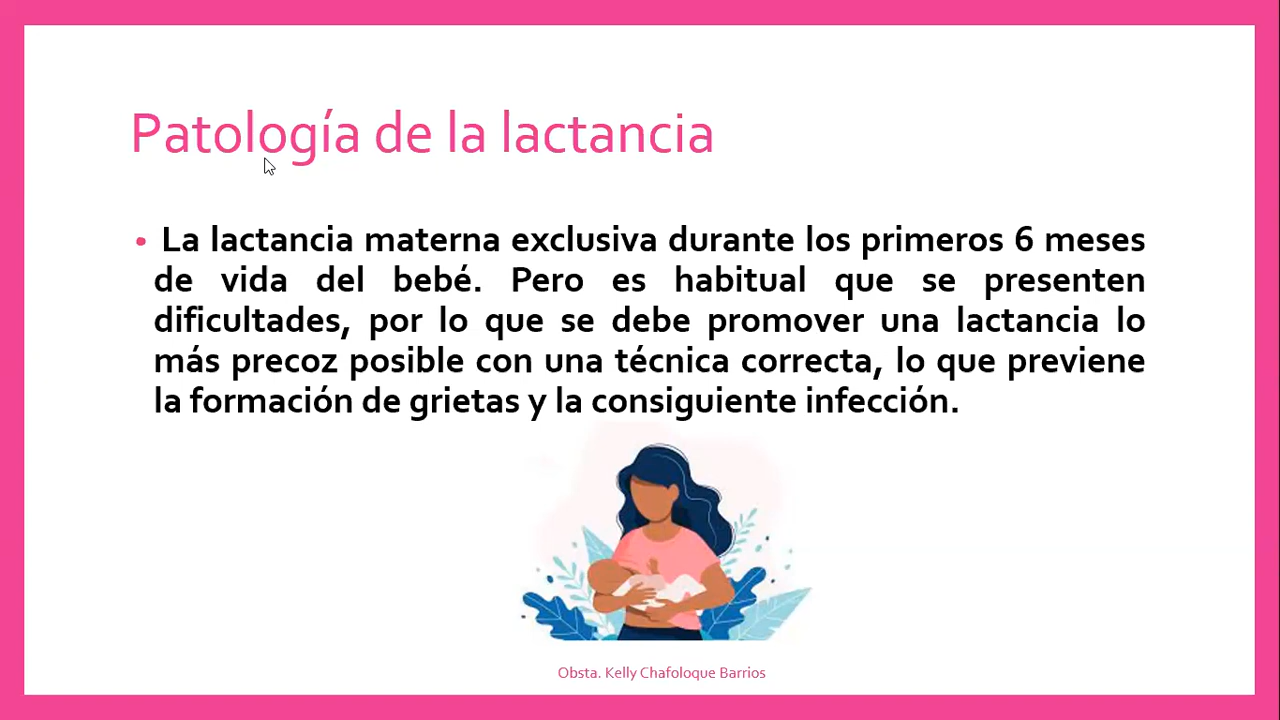 Patología de la lactancia
• La lactancia materna exclusiva durante los primeros 6 meses
de vida del bebé. Pero es habitual que se presenten
dificultades, por lo que se debe promover una lactancia lo
más precoz posible con una técnica correcta, lo que previene
la formación de grietas y la consiguiente infección.
Obsta. Kelly Chafoloque Barrios